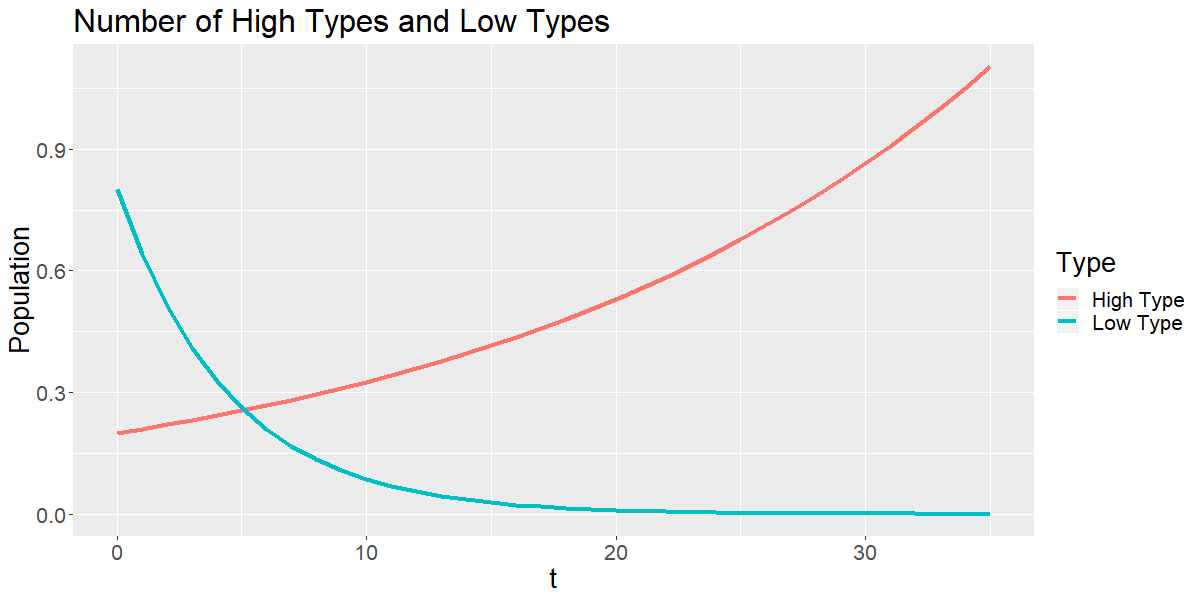 Number of High Types and Low Types
Population
0.9
0.6
0.3
0.0
0 10 20 30
t
Type
High Type
Low Type